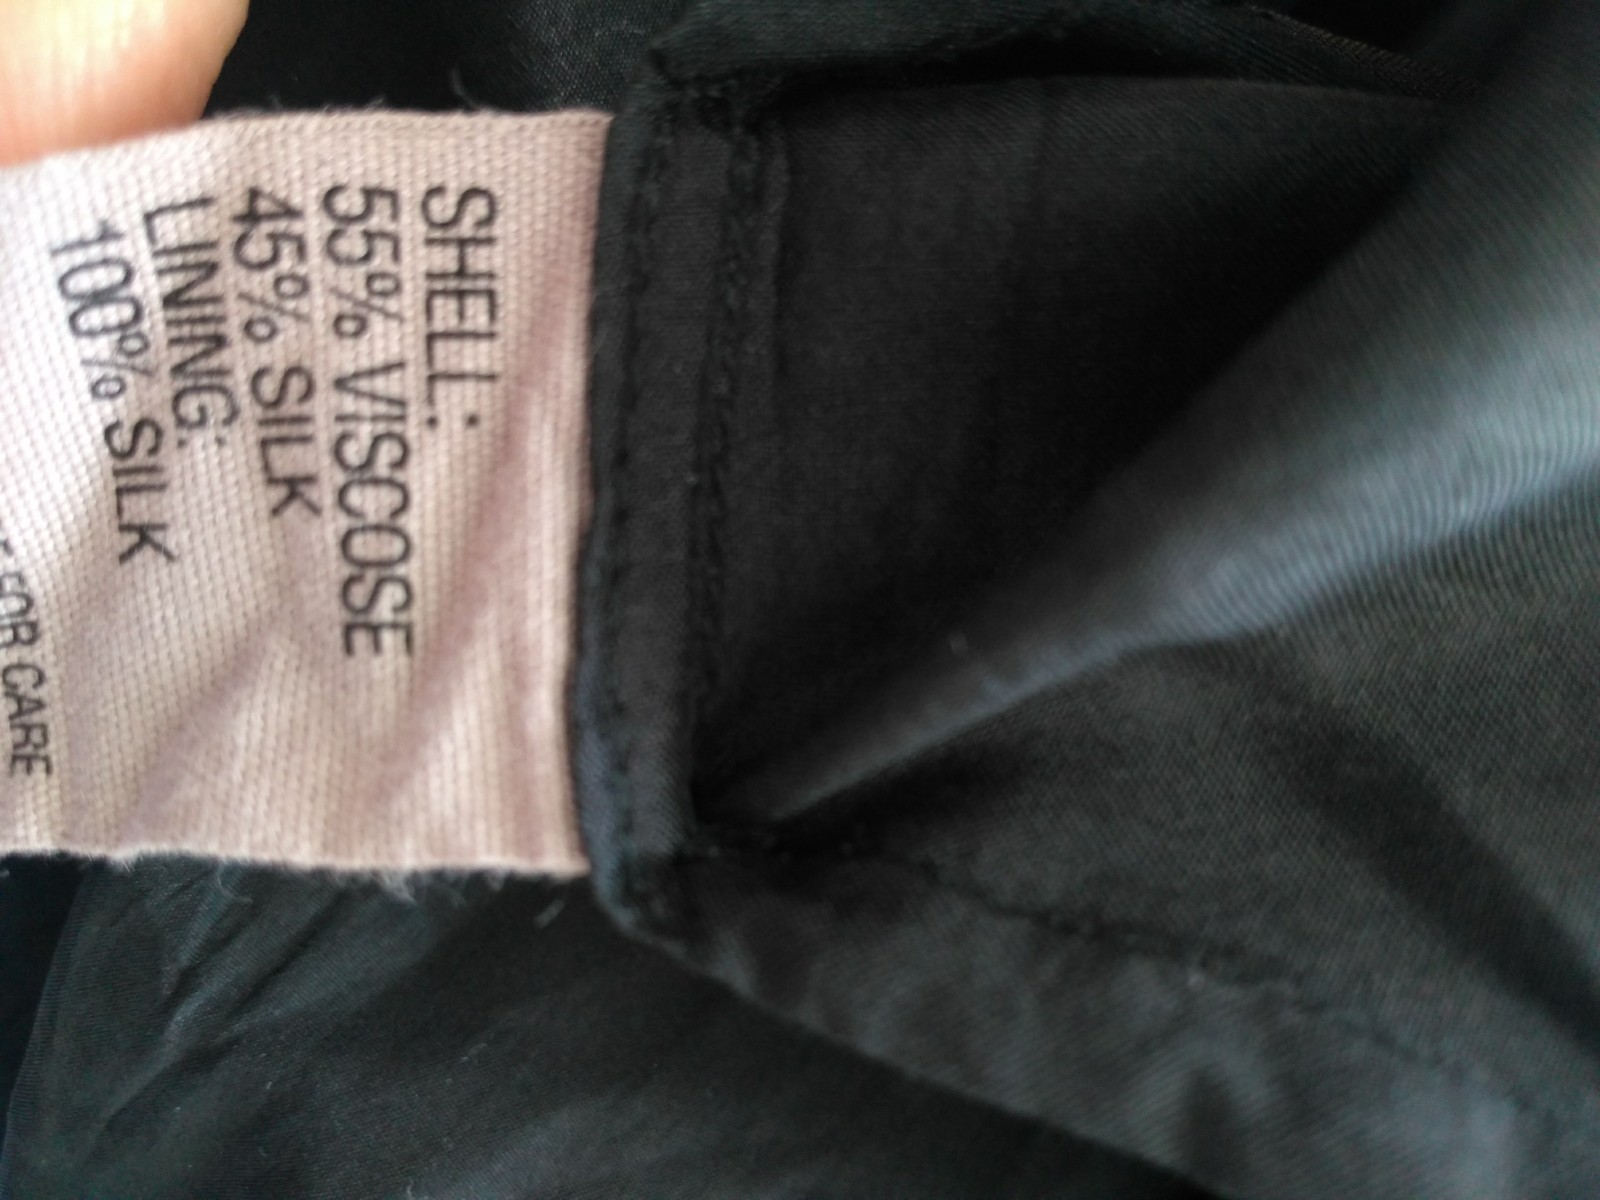 SHELL:
55% VISCOSE
45% SILK
LINING:
100% SILK
FOR CARE